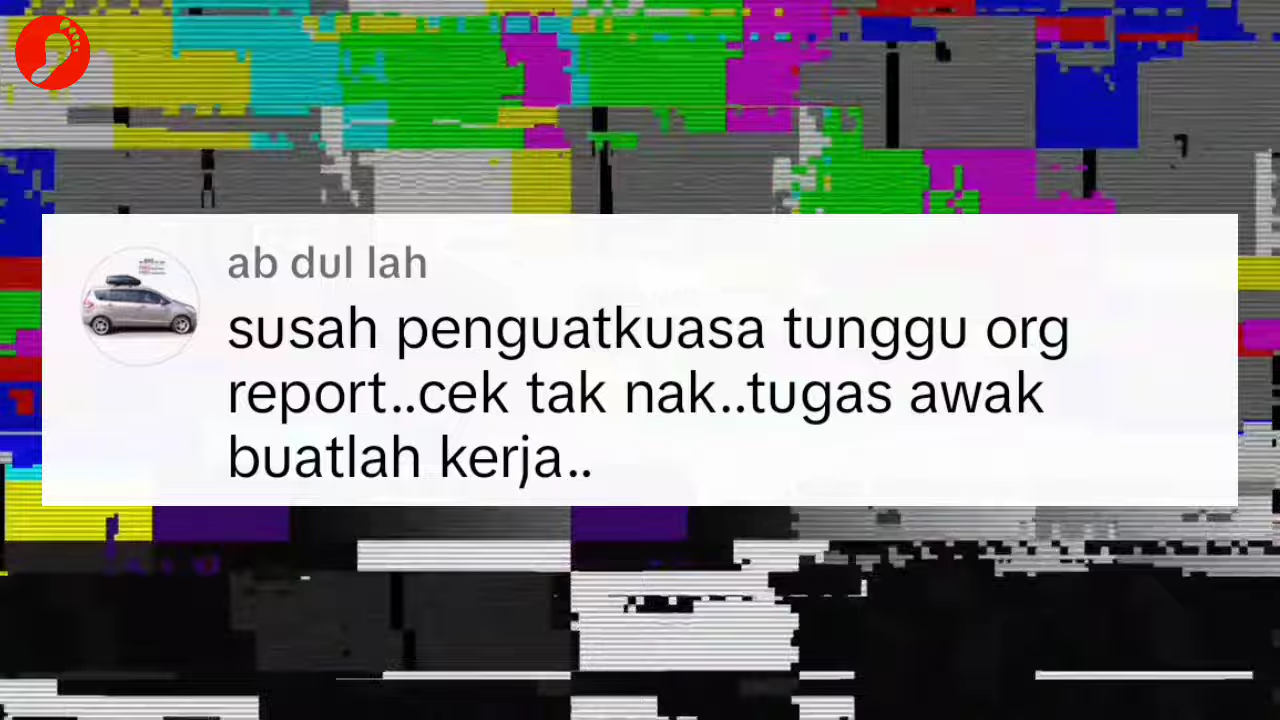 ab dul lah
susah penguatkuasa tunggu org
report..cek tak nak..tugas awak
buatlah kerja..